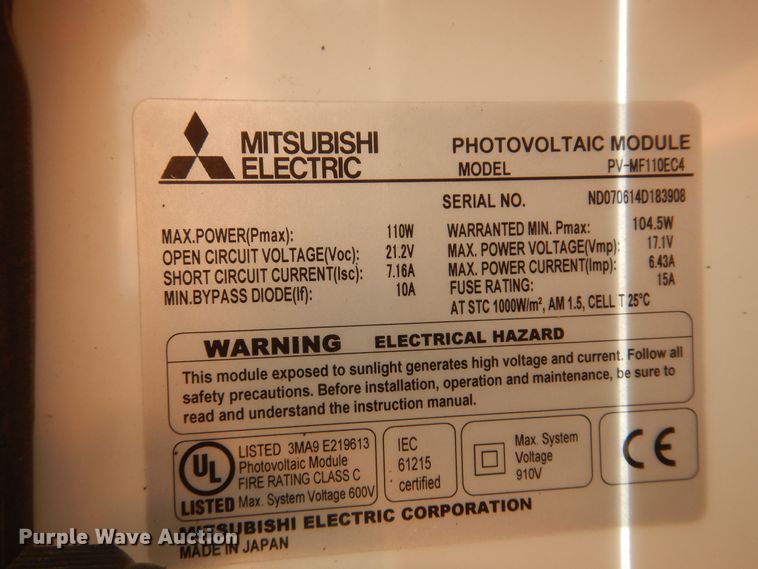 MITSUBISHI
ELECTRIC
PHOTOVOLTAIC MODULE
MODEL PV-MF110EC4
SERIAL NO. ND070614D183908
MAX.POWER(Pmax): 110W
OPEN CIRCUIT VOLTAGE(Voc): 21.2V
SHORT CIRCUIT CURRENT(Isc): 7.16A
MIN.BYPASS DIODE(If): 10A
WARRANTED MIN. Pmax: 104.5W
MAX. POWER VOLTAGE(Vmp): 17.1V
MAX. POWER CURRENT(Imp): 6.43A
FUSE RATING: 15A
AT STC 1000W/m², AM 1.5, CELL T 25°C
WARNING ELECTRICAL HAZARD
This module exposed to sunlight generates high voltage and current. Follow all
safety precautions. Before installation, operation and maintenance, be sure to
read and understand the instruction manual.
UL
LISTED
LISTED 3MA9 E219613
Photovoltaic Module
FIRE RATING CLASS C
Max. System Voltage 600V
IEC
61215
certified
Max. System
Voltage
910V
CE
MITSUBISHI ELECTRIC CORPORATION
MADE IN JAPAN
Purple Wave Auction